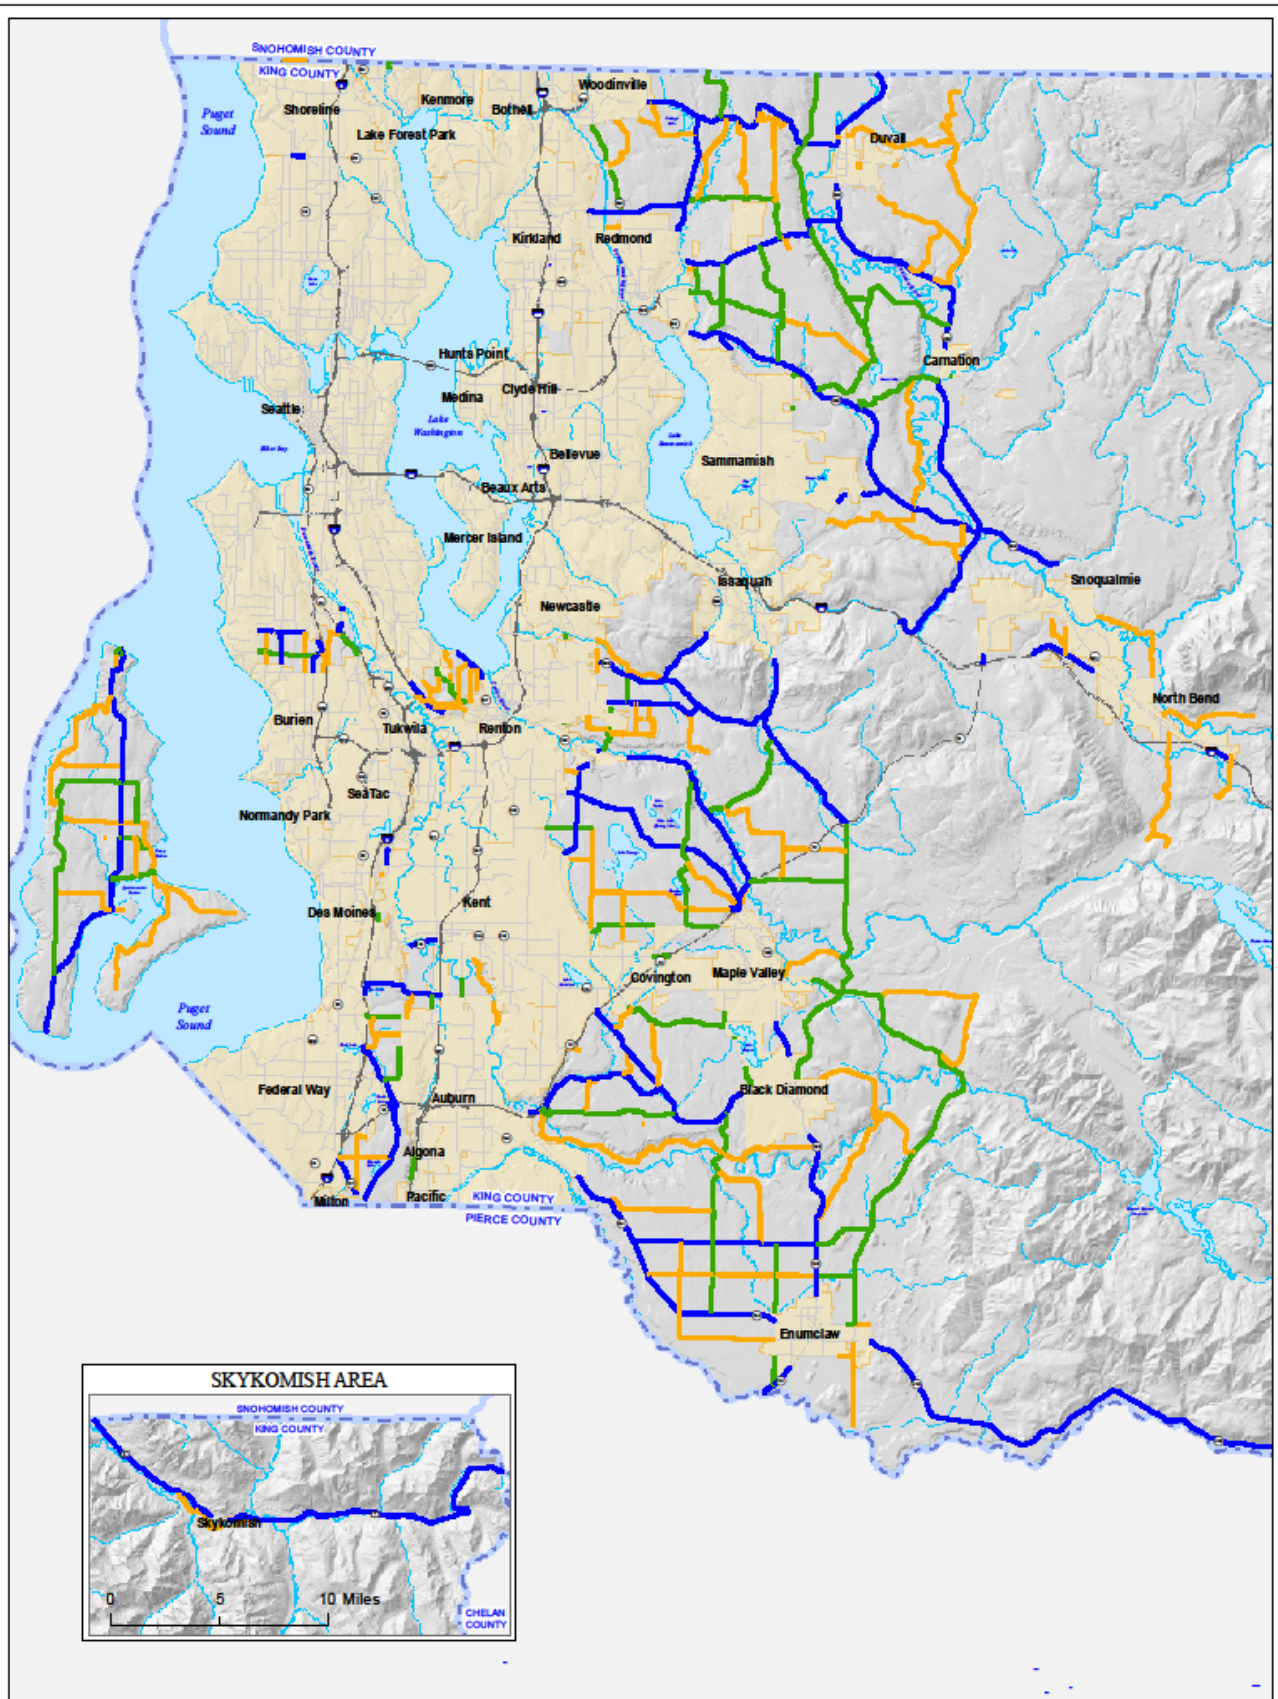 SNOHOMISH COUNTY
KING COUNTY
Woodinville
Puget
Sound
Shoreline
Kenmore
Bothell
Lake Forest Park
Duvall
Kirkland
Redmond
Hunts Point
Carnation
Clyde Hill
Medina
Seattle
Lake
Washington
Bellevue
Sammamish
Beaux Arts
Mercer Island
Issaquah
Snoqualmie
Newcastle
North Bend
Burien
Tukwila
Renton
SeaTac
Normandy Park
Kent
Des Moines
Covington
Maple Valley
Puget
Sound
Federal Way
Black Diamond
Auburn
Algona
Milton
Pacific
KING COUNTY
PIERCE COUNTY
Enumclaw
SKYKOMISH AREA
SNOHOMISH COUNTY
KING COUNTY
Skykomish
0 5 10 Miles
CHELAN
COUNTY